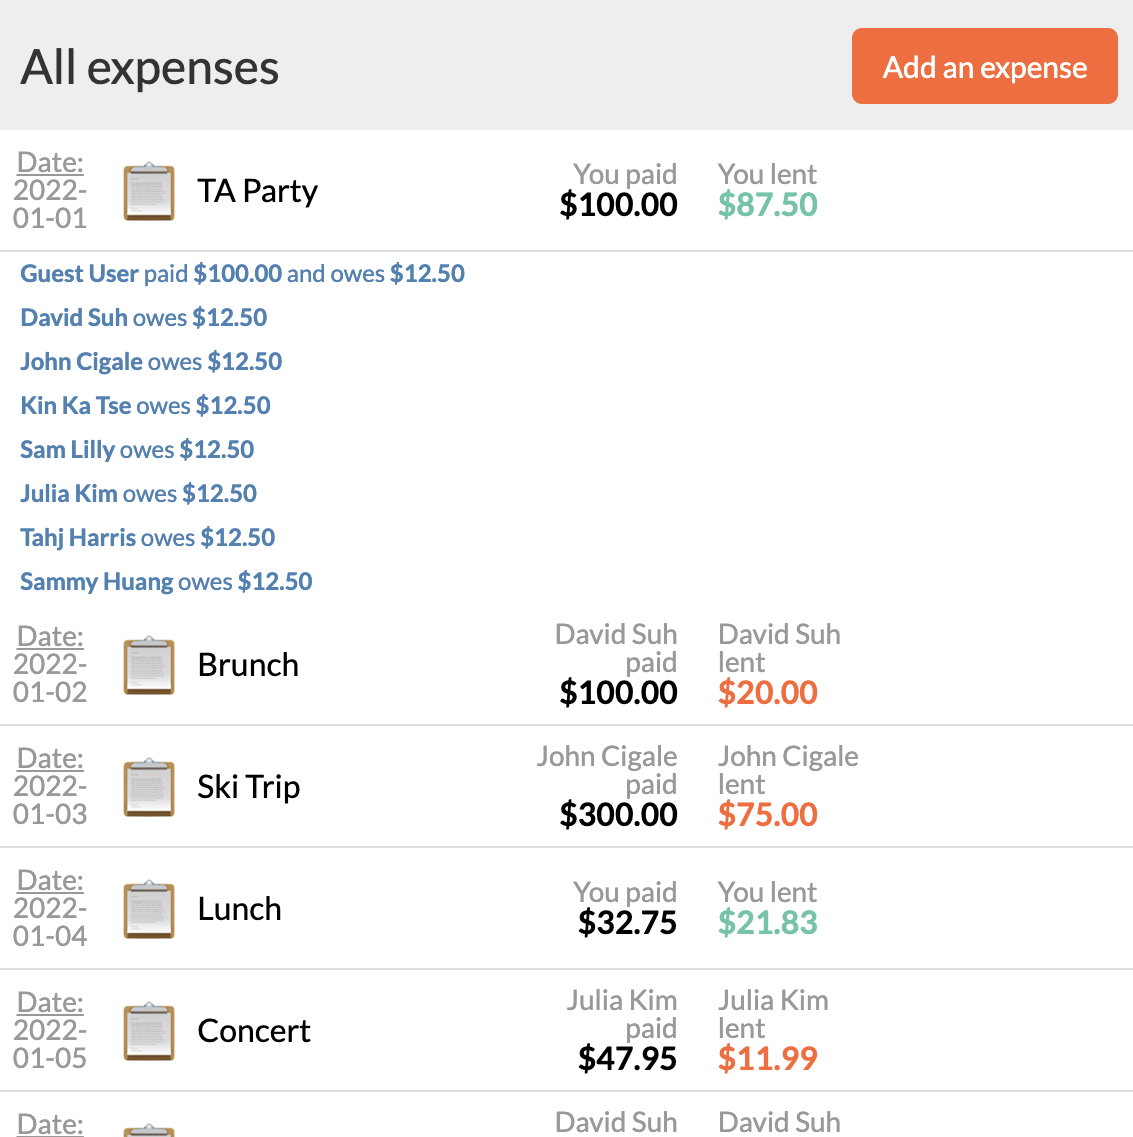 All expenses
Add an expense
Date:
2022-
01-01
TA Party
You paid
$100.00
You lent
$87.50
Guest User paid $100.00 and owes $12.50
David Suh owes $12.50
John Cigale owes $12.50
Kin Ka Tse owes $12.50
Sam Lilly owes $12.50
Julia Kim owes $12.50
Tahj Harris owes $12.50
Sammy Huang owes $12.50
Date:
2022-
01-02
Brunch
David Suh
paid
$100.00
David Suh
lent
$20.00
Date:
2022-
01-03
Ski Trip
John Cigale
paid
$300.00
John Cigale
lent
$75.00
Date:
2022-
01-04
Lunch
You paid
$32.75
You lent
$21.83
Date:
2022-
01-05
Concert
Julia Kim
paid
$47.95
Julia Kim
lent
$11.99
Date:
David Suh
David Suh